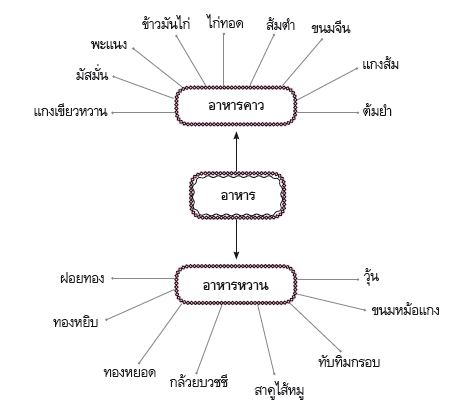 ข้าวมันไก่
ไก่ทอด
ส้มตำ
ขนมจีน
พะแนง
มัสมั่น
แกงส้ม
แกงเขียวหวาน
อาหารคาว
ต้มยำ
อาหาร
ฝอยทอง
อาหารหวาน
วุ้น
ทองหยิบ
ขนมหม้อแกง
ทองหยอด
กล้วยบวชชี
สาคูไส้หมู
ทับทิมกรอบ